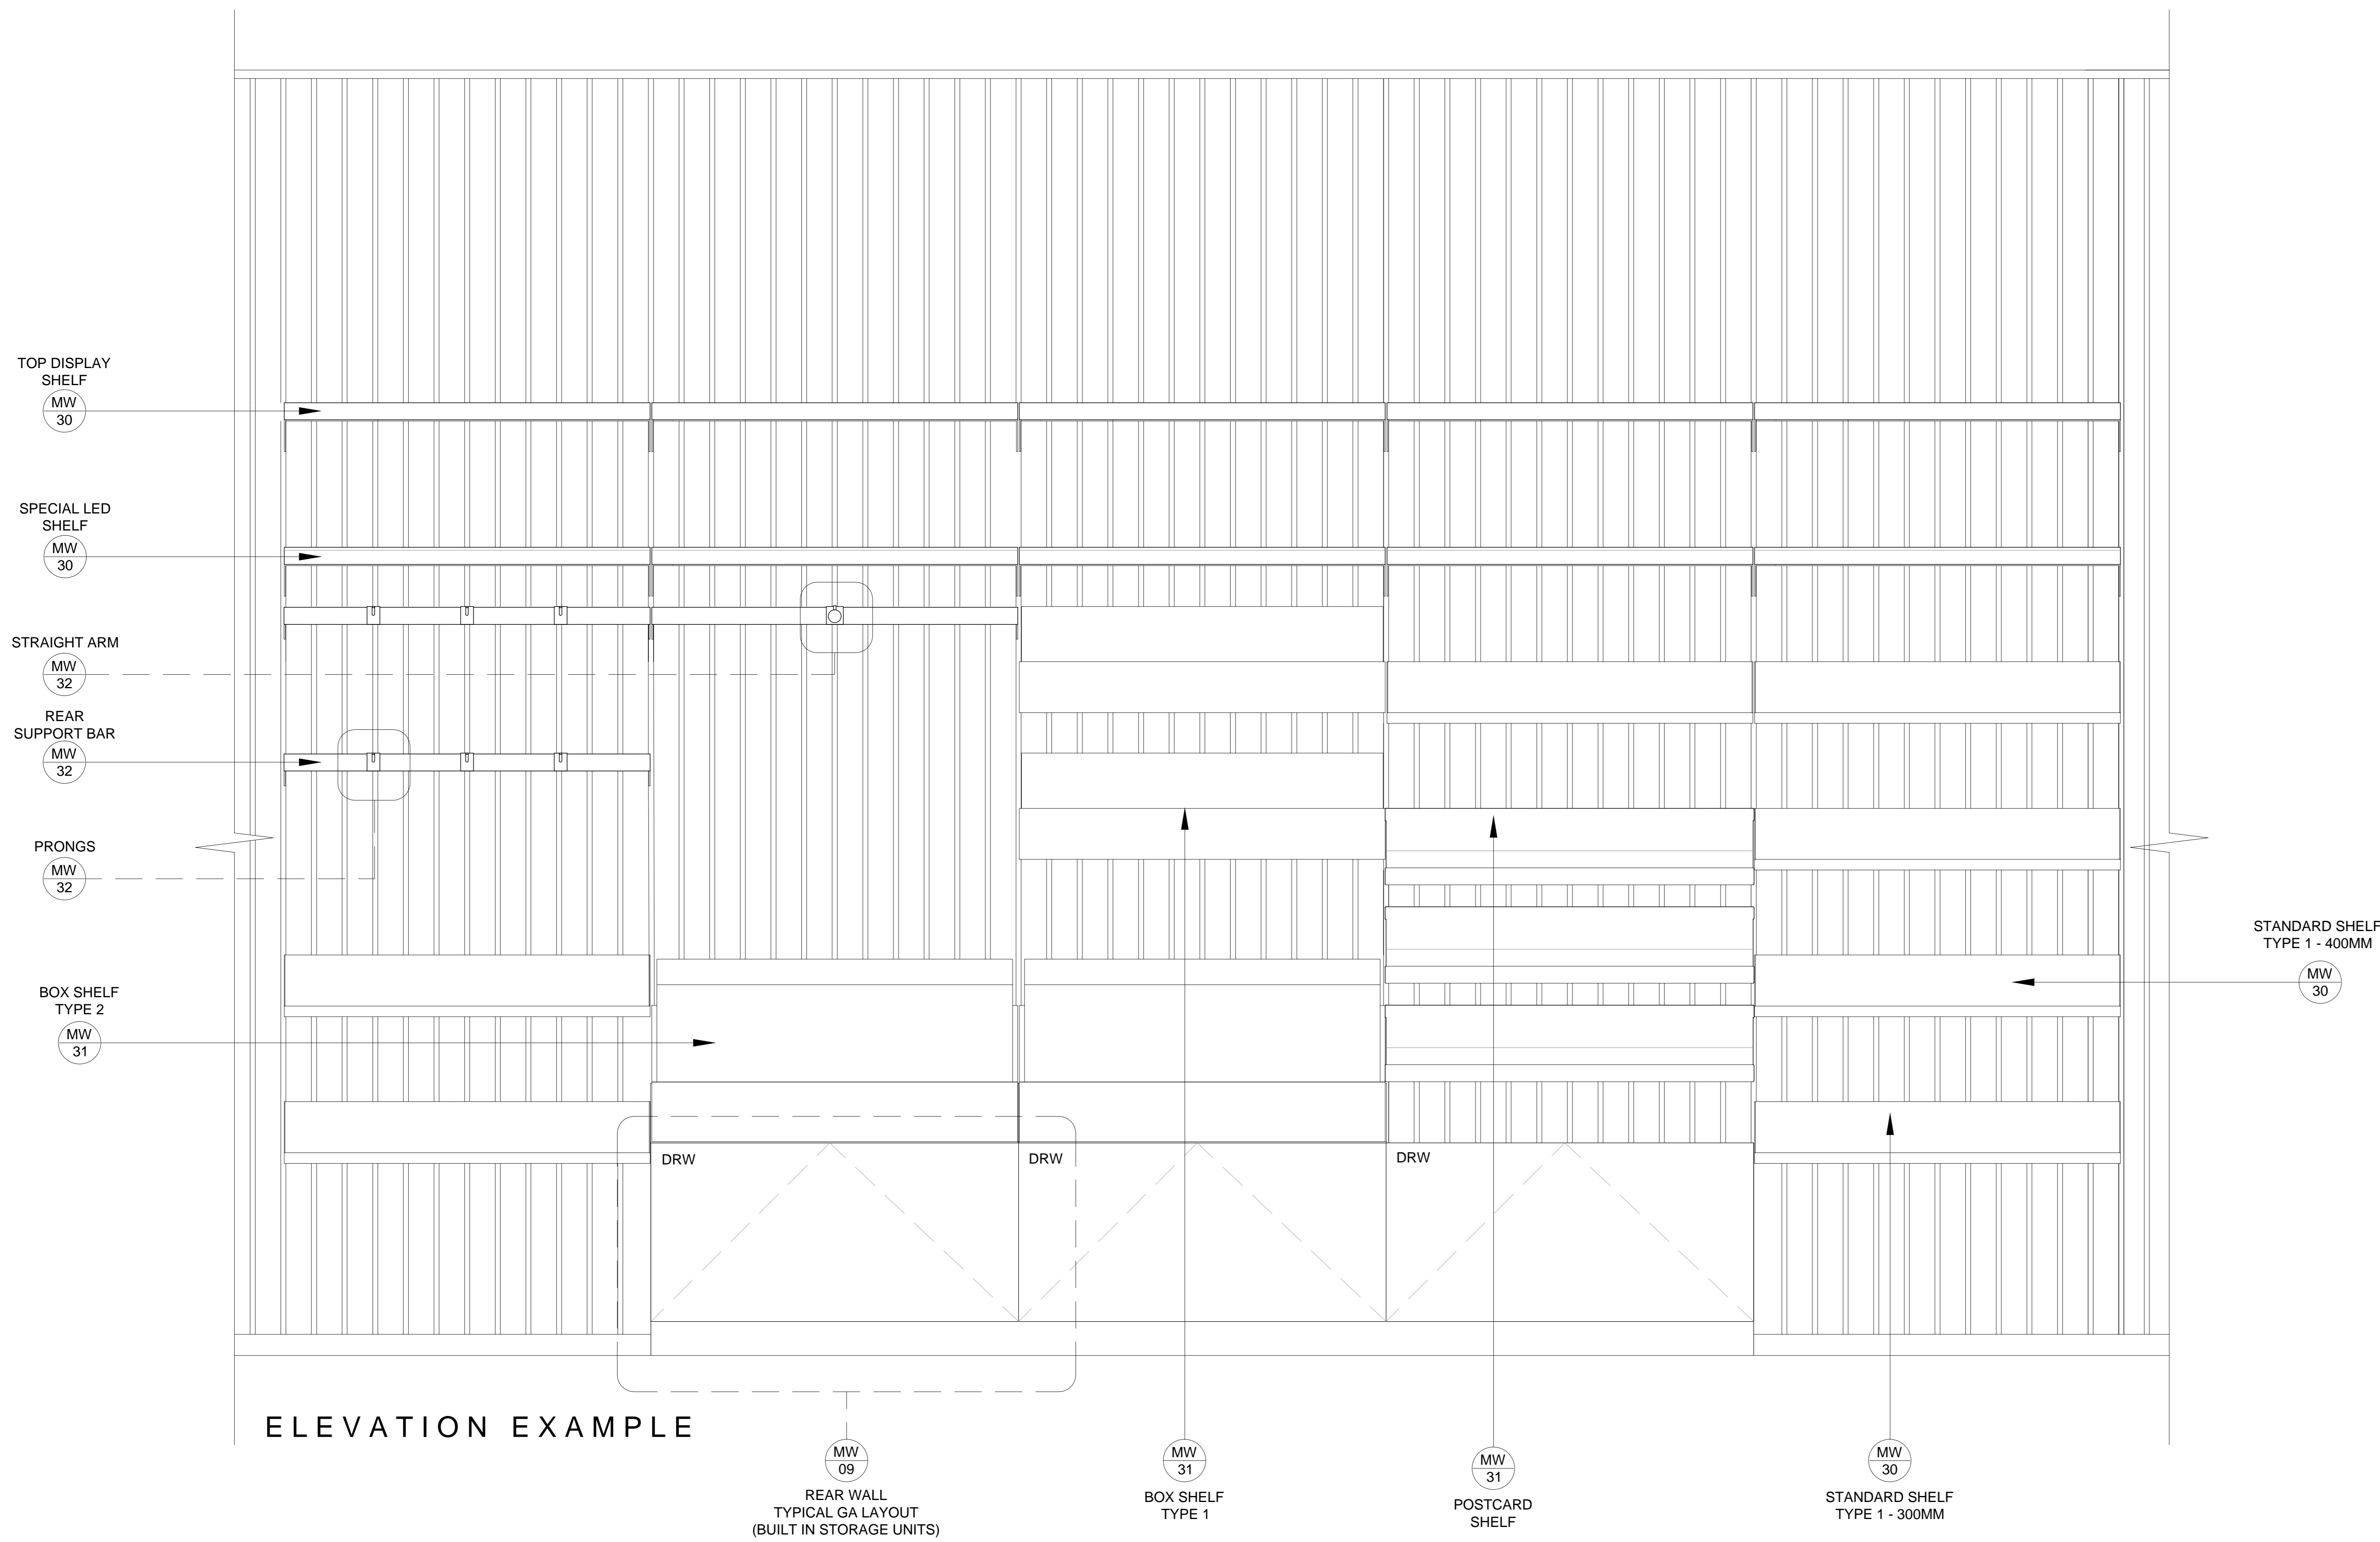 TOP DISPLAY
SHELF
MW
30
SPECIAL LED
SHELF
MW
30
STRAIGHT ARM
MW
32
REAR
SUPPORT BAR
MW
32
PRONGS
MW
32
BOX SHELF
TYPE 2
MW
31
STANDARD SHELF
TYPE 1 - 400MM
MW
30
DRW
DRW
DRW
ELEVATION EXAMPLE
MW
09
REAR WALL
TYPICAL GA LAYOUT
(BUILT IN STORAGE UNITS)
MW
31
BOX SHELF
TYPE 1
MW
31
POSTCARD
SHELF
MW
30
STANDARD SHELF
TYPE 1 - 300MM